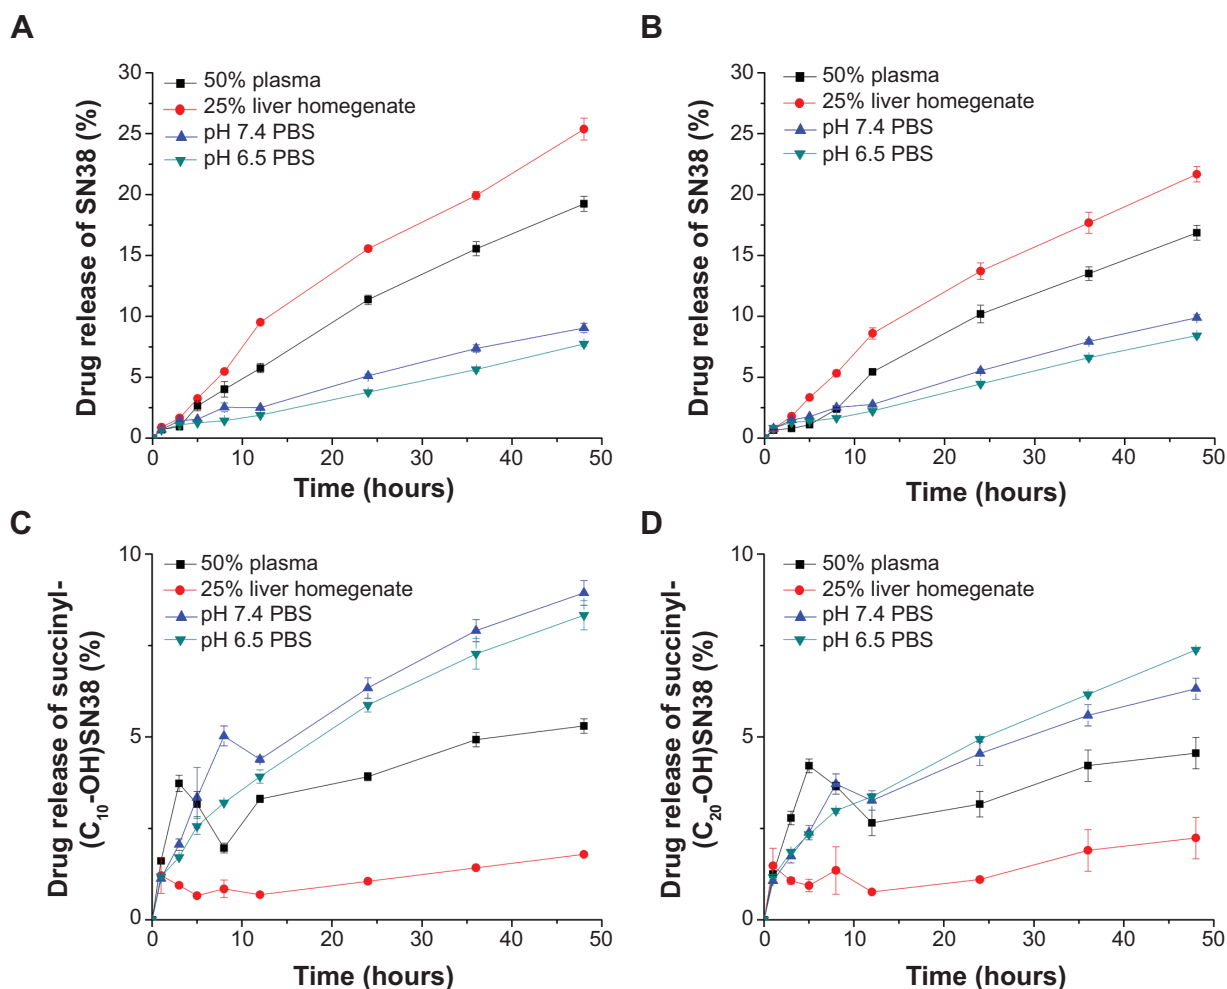 A
Drug release of SN38 (%)
30
25
20
15
10
5
0
50% plasma
25% liver homegenate
pH 7.4 PBS
pH 6.5 PBS
0 10 20 30 40 50
Time (hours)
B
Drug release of SN38 (%)
30
25
20
15
10
5
0
50% plasma
25% liver homegenate
pH 7.4 PBS
pH 6.5 PBS
0 10 20 30 40 50
Time (hours)
C
Drug release of succinyl-
(C10-OH)SN38 (%)
10
5
0
50% plasma
25% liver homegenate
pH 7.4 PBS
pH 6.5 PBS
0 10 20 30 40 50
Time (hours)
D
Drug release of succinyl-
(C20-OH)SN38 (%)
10
5
0
50% plasma
25% liver homegenate
pH 7.4 PBS
pH 6.5 PBS
0 10 20 30 40 50
Time (hours)